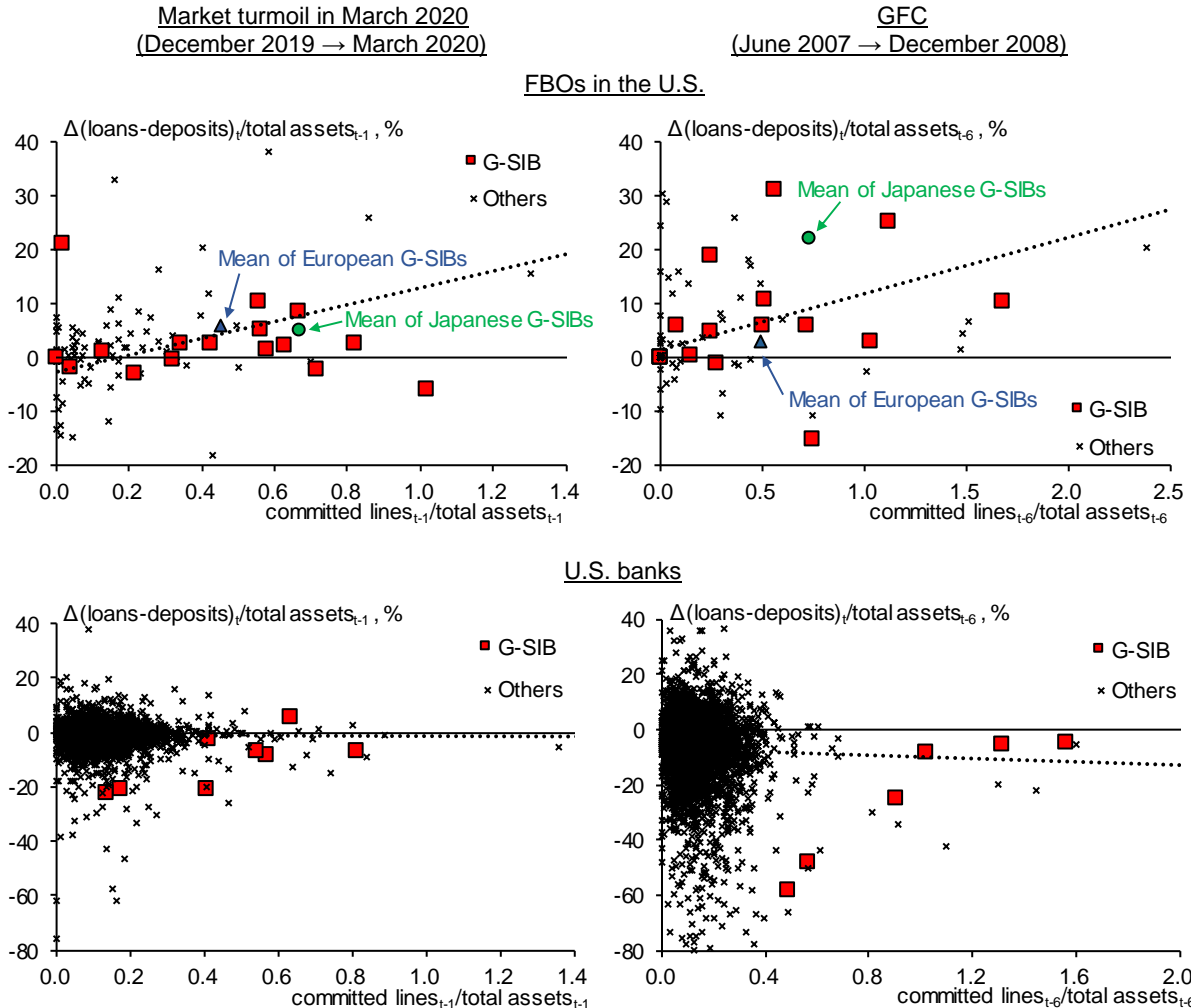 Market turmoil in March 2020
(December 2019 → March 2020)
GFC
(June 2007 → December 2008)
FBOs in the U.S.
Δ(loans-deposits)t/total assetst-1 , %
40
30
20
10
0
-10
-20
G-SIB
Others
Mean of European G-SIBs
Mean of Japanese G-SIBs
0.0 0.2 0.4 0.6 0.8 1.0 1.2 1.4
committed linest-1/total assetst-1
Δ(loans-deposits)t/total assetst-6 , %
40
30
20
10
0
-10
-20
Mean of Japanese G-SIBs
Mean of European G-SIBs
G-SIB
Others
0.0 0.5 1.0 1.5 2.0 2.5
committed linest-6/total assetst-6
U.S. banks
Δ(loans-deposits)t/total assetst-1 , %
40
20
0
-20
-40
-60
-80
G-SIB
Others
0.0 0.2 0.4 0.6 0.8 1.0 1.2 1.4
committed linest-1/total assetst-1
Δ(loans-deposits)t/total assetst-6 , %
40
20
0
-20
-40
-60
-80
G-SIB
Others
0.0 0.4 0.8 1.2 1.6 2.0
committed linest-6/total assetst-6